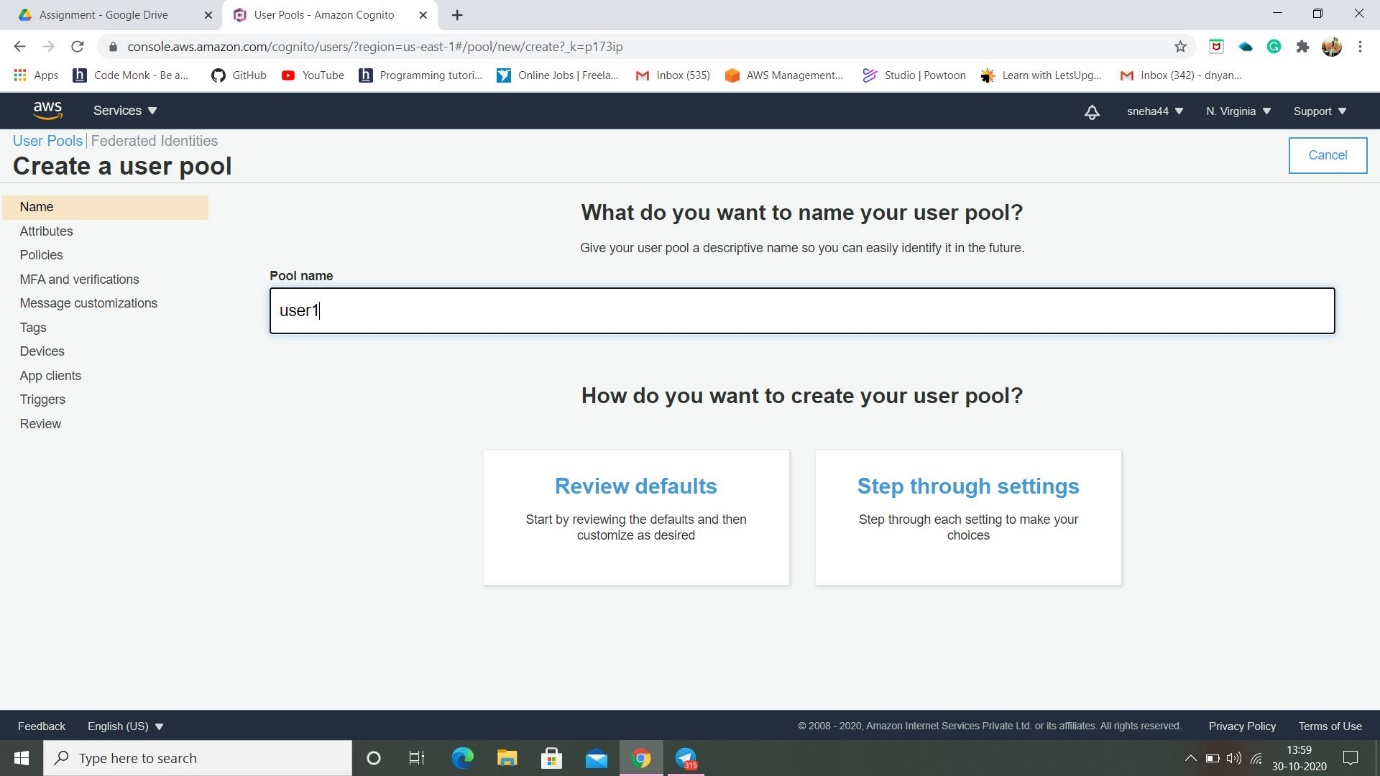 Assignment - Google Drive
User Pools - Amazon Cognito
console.aws.amazon.com/cognito/users/?region=us-east-1#/pool/new/create?_k=p173ip
Apps
Code Monk - Be a...
GitHub
YouTube
Programming tutori...
Online Jobs | Freela...
Inbox (535)
AWS Management...
Studio | Powtoon
Learn with LetsUpg...
Inbox (342) - dnyan...
aws
Services
sneha44
N. Virginia
Support
User Pools | Federated Identities
Create a user pool
Cancel
Name
Attributes
Policies
MFA and verifications
Message customizations
Tags
Devices
App clients
Triggers
Review
What do you want to name your user pool?
Give your user pool a descriptive name so you can easily identify it in the future.
Pool name
user1
How do you want to create your user pool?
Review defaults
Start by reviewing the defaults and then
customize as desired
Step through settings
Step through each setting to make your
choices
Feedback
English (US)
© 2008 - 2020, Amazon Internet Services Private Ltd. or its affiliates. All rights reserved.
Privacy Policy
Terms of Use
Type here to search
315
13:59
30-10-2020